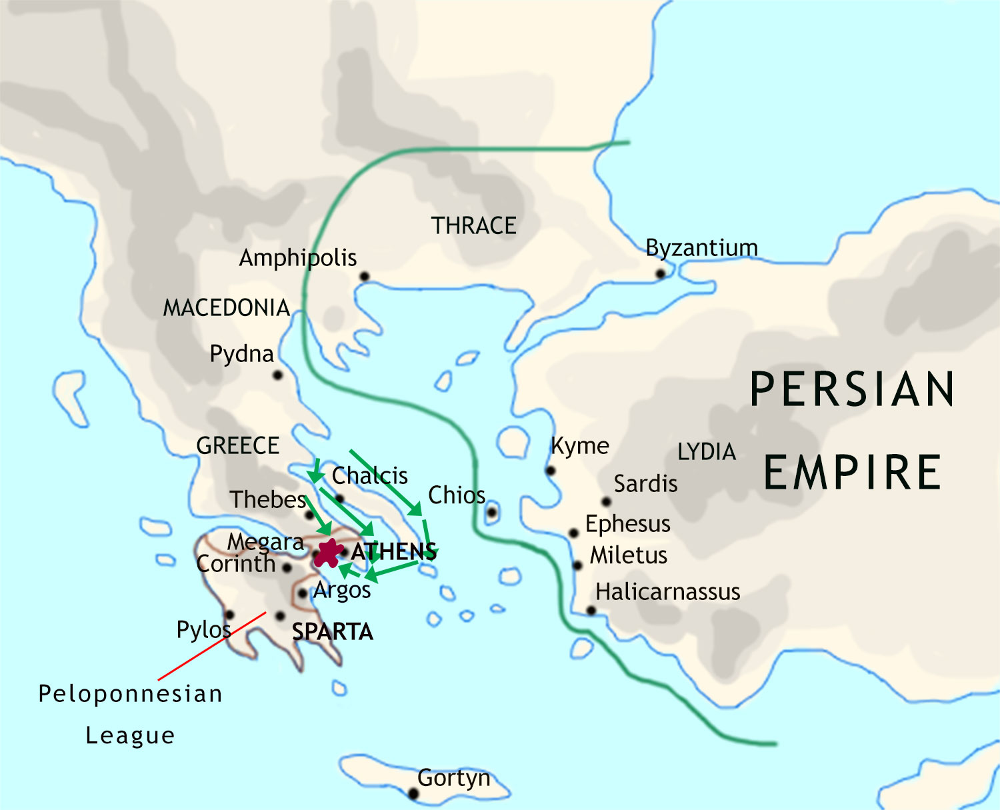 THRACE
Byzantium
Amphipolis
MACEDONIA
Pydna
PERSIAN
EMPIRE
GREECE
Kyme
LYDIA
Chalcis
Sardis
Thebes
Chios
Ephesus
Megara
ATHENS
Miletus
Corinth
Argos
Halicarnassus
Pylos
SPARTA
Peloponnesian
League
Gortyn